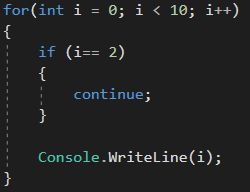 for(int i = 0; i < 10; i++)
{
    if (i== 2)
    {
        continue;
    }

    Console.WriteLine(i);
}